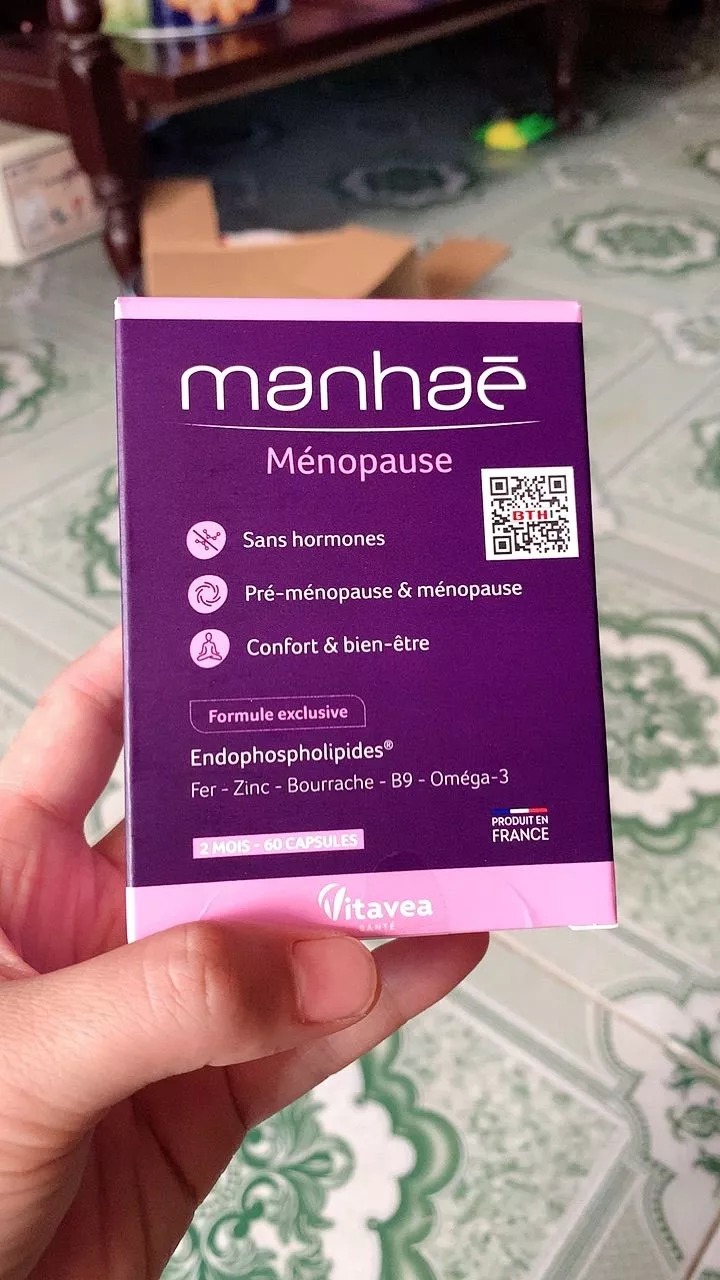 manhaē
Ménopause
BTH
Sans hormones
Pré-ménopause & ménopause
Confort & bien-être
Formule exclusive
Endophospholipides®
Fer - Zinc - Bourrache - B9 - Oméga-3
2 MOIS - 60 CAPSULES
PRODUIT EN
FRANCE
Vitavea
SANTÉ